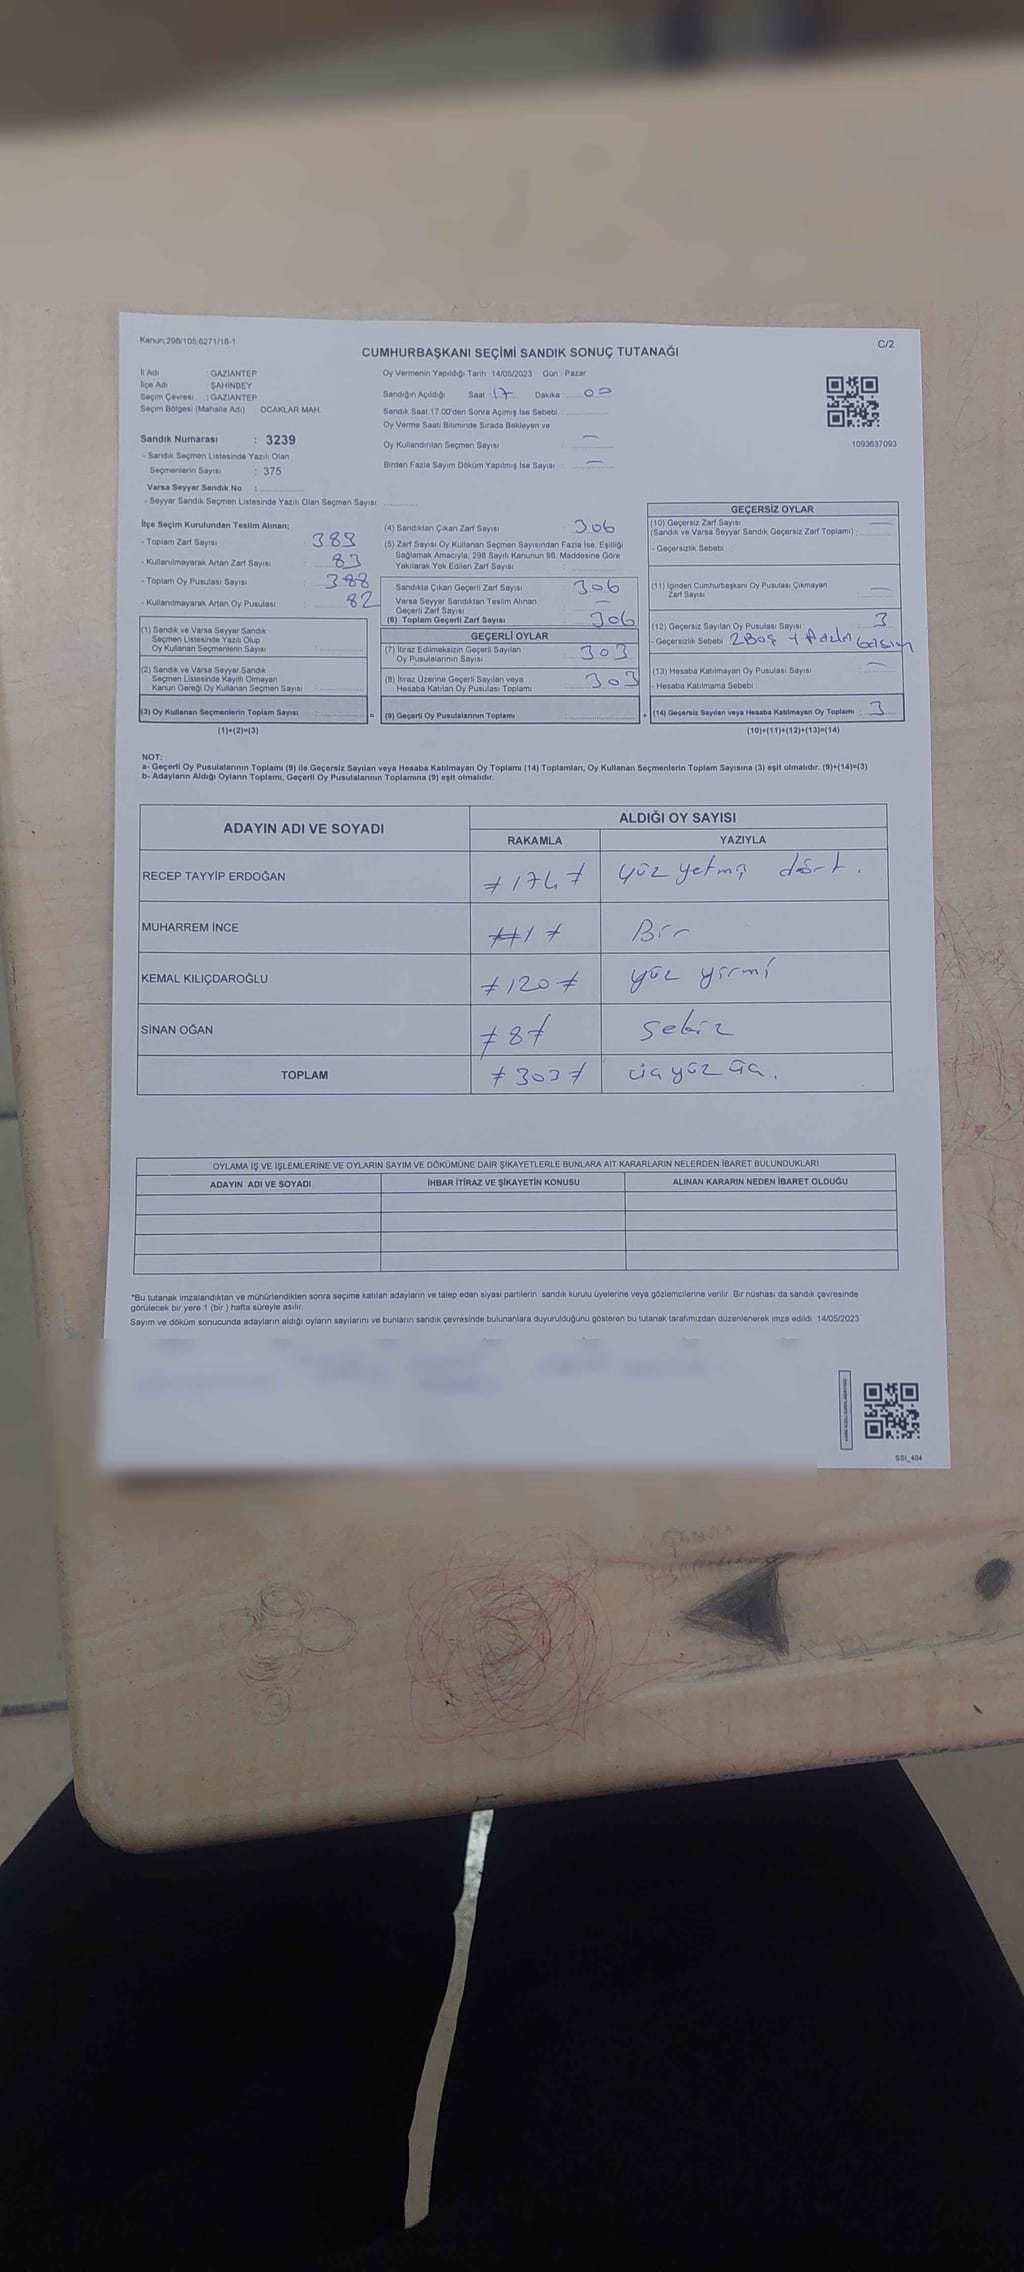 Kanun:298/105 6271/16-1
C/2
CUMHURBAŞKANI SEÇİMİ SANDIK SONUÇ TUTANAĞI
İl Adı : GAZİANTEP
İlçe Adı : ŞAHİNBEY
Seçim Çevresi : GAZİANTEP
Seçim Bölgesi (Mahalle Adı) : OCAKLAR MAH.
Sandık Numarası : 3239
- Sandık Seçmen Listesinde Yazılı Olan
Seçmenlerin Sayısı : 375
Varsa Seyyar Sandık No :
- Seyyar Sandık Seçmen Listesinde Yazılı Olan Seçmen Sayısı:
Oy Vermenin Yapıldığı Tarih : 14/05/2023 Gün : Pazar
Sandığın Açıldığı Saat : 17 Dakika : 00
Sandık Saat 17.00'den Sonra Açımış İse Sebebi :
Oy Verme Saati Bitiminde Sırada Bekleyen ve
Oy Kullandırılan Seçmen Sayısı : —
Birden Fazla Sayım Döküm Yapılmış İse Sayısı : —
1093637093
İlçe Seçim Kurulundan Teslim Alınan;
- Toplam Zarf Sayısı : 389
- Kullanılmayarak Artan Zarf Sayısı : 83
- Toplam Oy Pusulası Sayısı : 388
- Kullanılmayarak Artan Oy Pusulası : 82
(1) Sandık ve Varsa Seyyar Sandık
Seçmen Listesinde Yazılı Olup
Oy Kullanan Seçmenlerin Sayısı :
(2) Sandık ve Varsa Seyyar Sandık
Seçmen Listesinde Kayıtlı Olmayan
Kanun Gereği Oy Kullanan Seçmen Sayısı :
(3) Oy Kullanan Seçmenlerin Toplam Sayısı : =
(1)+(2)=(3)
(4) Sandıktan Çıkan Zarf Sayısı : 306
(5) Zarf Sayısı Oy Kullanan Seçmen Sayısından Fazla İse, Eşitliği
Sağlamak Amacıyla, 298 Sayılı Kanunun 98. Maddesine Göre
Yakılarak Yok Edilen Zarf Sayısı :
Sandıkta Çıkan Geçerli Zarf Sayısı : 306
Varsa Seyyar Sandıktan Teslim Alınan
Geçerli Zarf Sayısı : —
(6) Toplam Geçerli Zarf Sayısı : 306
GEÇERLİ OYLAR
(7) İtiraz Edilmeksizin Geçerli Sayılan
Oy Pusulalarının Sayısı : 303
(8) İtiraz Üzerine Geçerli Sayılan veya
Hesaba Katılan Oy Pusulası Toplamı : 303
(9) Geçerli Oy Pusulalarının Toplamı : +
GEÇERSİZ OYLAR
(10) Geçersiz Zarf Sayısı
(Sandık ve Varsa Seyyar Sandık Geçersiz Zarf Toplamı) : —
- Geçersizlik Sebebi :
(11) İçinden Cumhurbaşkanı Oy Pusulası Çıkmayan
Zarf Sayısı : —
(12) Geçersiz Sayılan Oy Pusulası Sayısı : 3
- Geçersizlik Sebebi : 2 Boş
(13) Hesaba Katılmayan Oy Pusulası Sayısı : —
- Hesaba Katılmama Sebebi :
(14) Geçersiz Sayılan veya Hesaba Katılmayan Oy Toplamı : 3
(10)+(11)+(12)+(13)=(14)
NOT:
a- Geçerli Oy Pusulalarının Toplamı (9) ile Geçersiz Sayılan veya Hesaba Katılmayan Oy Toplamı (14) Toplamları, Oy Kullanan Seçmenlerin Toplam Sayısına (3) eşit olmalıdır. (9)+(14)=(3)
b- Adayların Aldığı Oyların Toplamı, Geçerli Oy Pusulalarının Toplamına (9) eşit olmalıdır.
ADAYIN ADI VE SOYADI
ALDIĞI OY SAYISI
RAKAMLA YAZIYLA
RECEP TAYYİP ERDOĞAN ≠174≠ yüz yetmiş dört.
MUHARREM İNCE ≠1≠ Bir
KEMAL KILIÇDAROĞLU ≠120≠ yüz yirmi
SİNAN OĞAN ≠8≠ sekiz
TOPLAM ≠303≠ üçyüz üç.
OYLAMA İŞ VE İŞLEMLERİNE VE OYLARIN SAYIM VE DÖKÜMÜNE DAİR ŞİKAYETLERLE BUNLARA AİT KARARLARIN NELERDEN İBARET BULUNDUKLARI
ADAYIN ADI VE SOYADI İHBAR İTİRAZ VE ŞİKAYETİN KONUSU ALINAN KARARIN NEDEN İBARET OLDUĞU
*Bu tutanak imzalandıktan ve mühürlendikten sonra seçime katılan adayların ve talep eden siyasi partilerin sandık kurulu üyelerine veya gözlemcilerine verilir. Bir nüshası da sandık çevresinde
görülecek bir yere 1 (bir) hafta süreyle asılır.
Sayım ve döküm sonucunda adayların aldığı oyların sayılarını ve bunların sandık çevresinde bulunanlara duyurulduğunu gösteren bu tutanak tarafımızdan düzenlenerek imza edildi. 14/05/2023
SSI_404